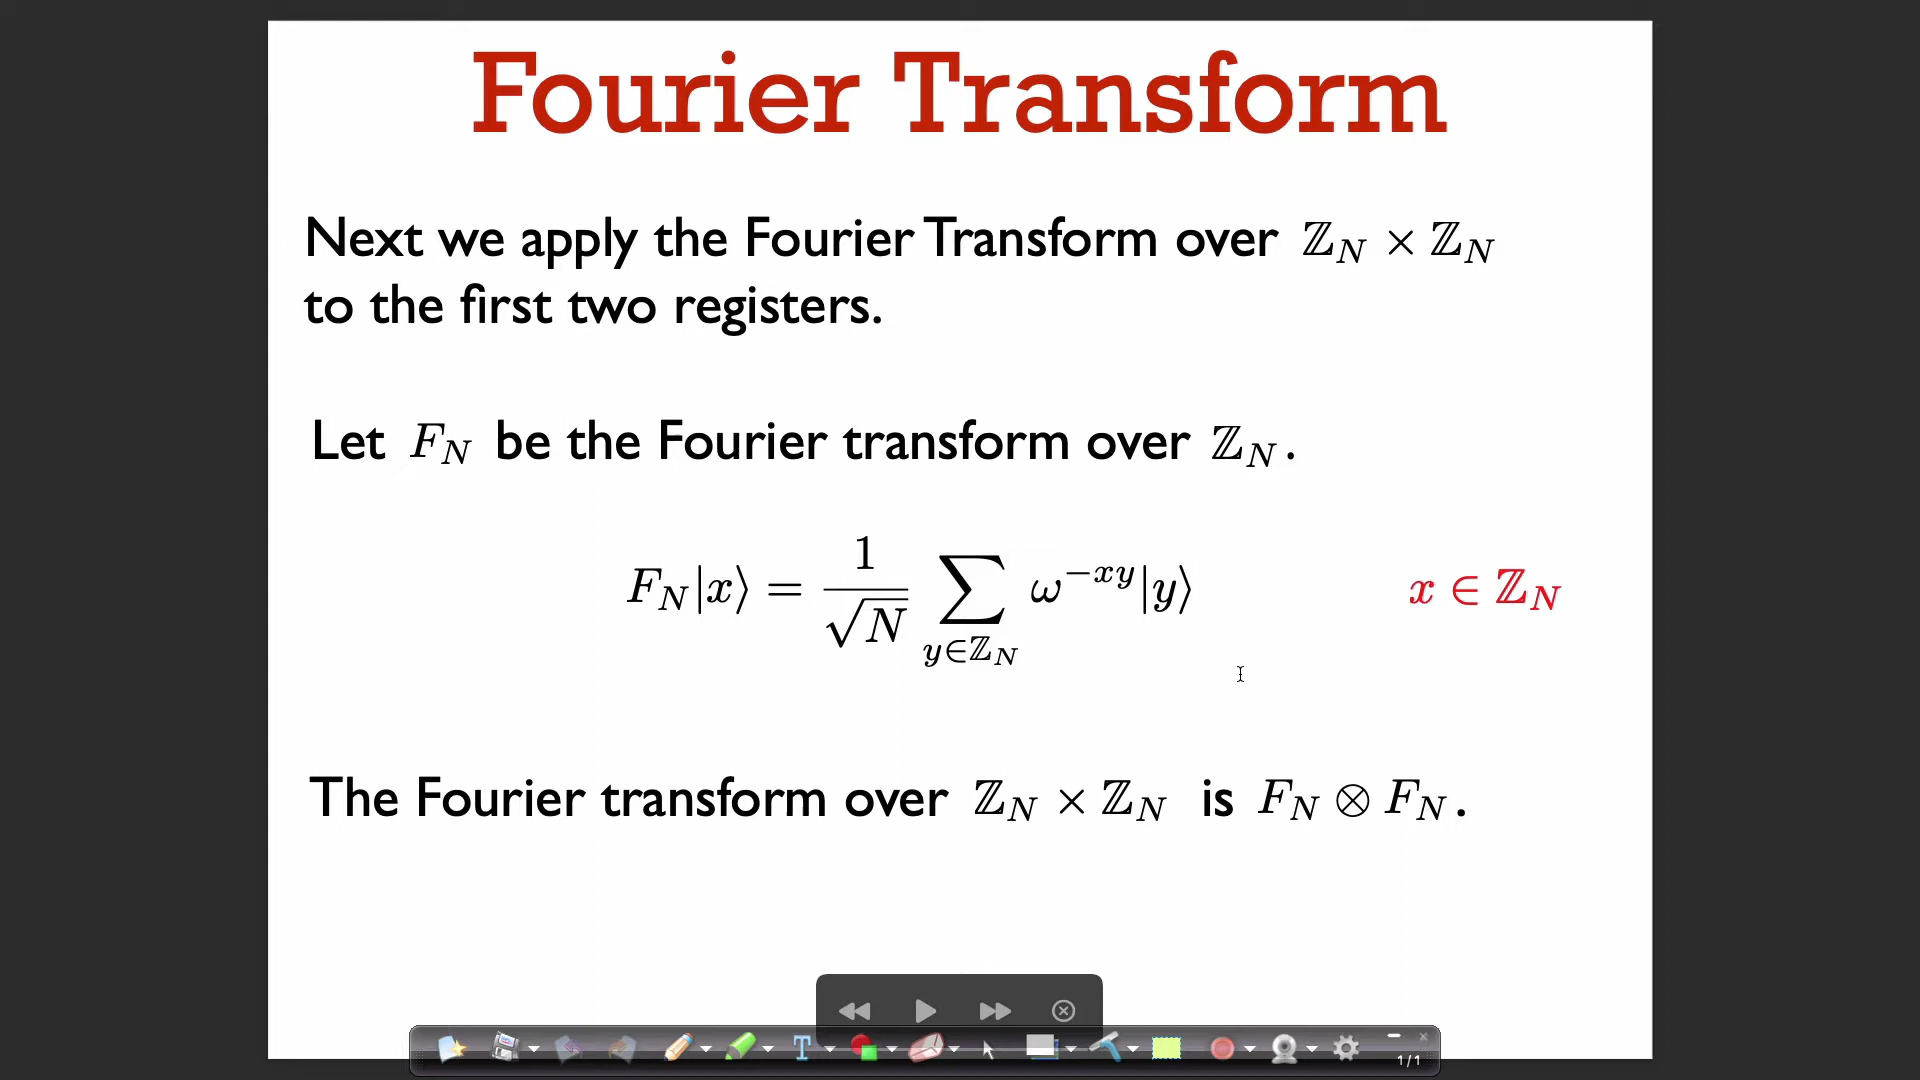 Fourier Transform
Next we apply the Fourier Transform over ℤ_N × ℤ_N
to the first two registers.
Let F_N be the Fourier transform over ℤ_N.
F_N|x⟩ = 1/√N ∑_{y∈ℤ_N} ω^{−xy}|y⟩ x ∈ ℤ_N
The Fourier transform over ℤ_N × ℤ_N is F_N ⊗ F_N.
T
1/1